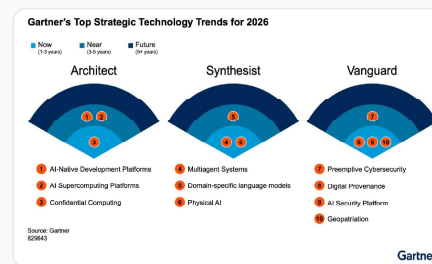 Gartner's Top Strategic Technology Trends for 2026
Now
(1-3 years)
Near
(3-5 years)
Future
(5+ years)
Architect
1 2
3
1 AI-Native Development Platforms
2 AI Supercomputing Platforms
3 Confidential Computing
Synthesist
5
4 6
4 Multiagent Systems
5 Domain-specific language models
6 Physical AI
Vanguard
7
8 9 10
7 Preemptive Cybersecurity
8 Digital Provenance
9 AI Security Platform
10 Geopatriation
Source: Gartner
829643
Gartner